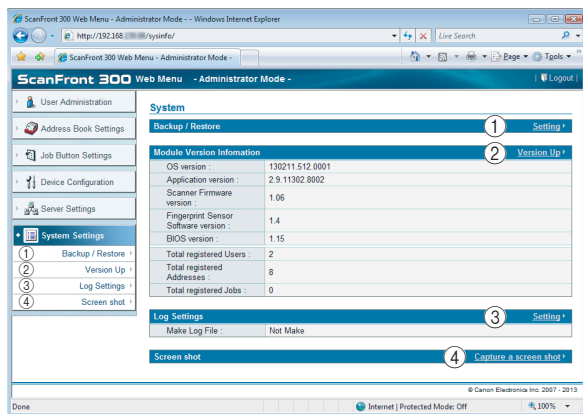 ScanFront 300 Web Menu - Administrator Mode - - Windows Internet Explorer
http://192.168 /sysinfo/
Live Search
ScanFront 300 Web Menu - Administrator Mode -
Page
Tools
ScanFront 300 Web Menu - Administrator Mode -
| Logout |
User Administration
Address Book Settings
Job Button Settings
Device Configuration
Server Settings
System Settings
1 Backup / Restore
2 Version Up
3 Log Settings
4 Screen shot
System
Backup / Restore 1 Setting
Module Version Infomation 2 Version Up
OS version : 130211.512.0001
Application version : 2.9.11302.8002
Scanner Firmware
version : 1.06
Fingerprint Sensor
Software version : 1.4
BIOS version : 1.15
Total registered Users : 2
Total registered
Addresses : 8
Total registered Jobs : 0
Log Settings 3 Setting
Make Log File : Not Make
Screen shot 4 Capture a screen shot
© Canon Electronics Inc. 2007 - 2013
Done
Internet | Protected Mode: Off
100%